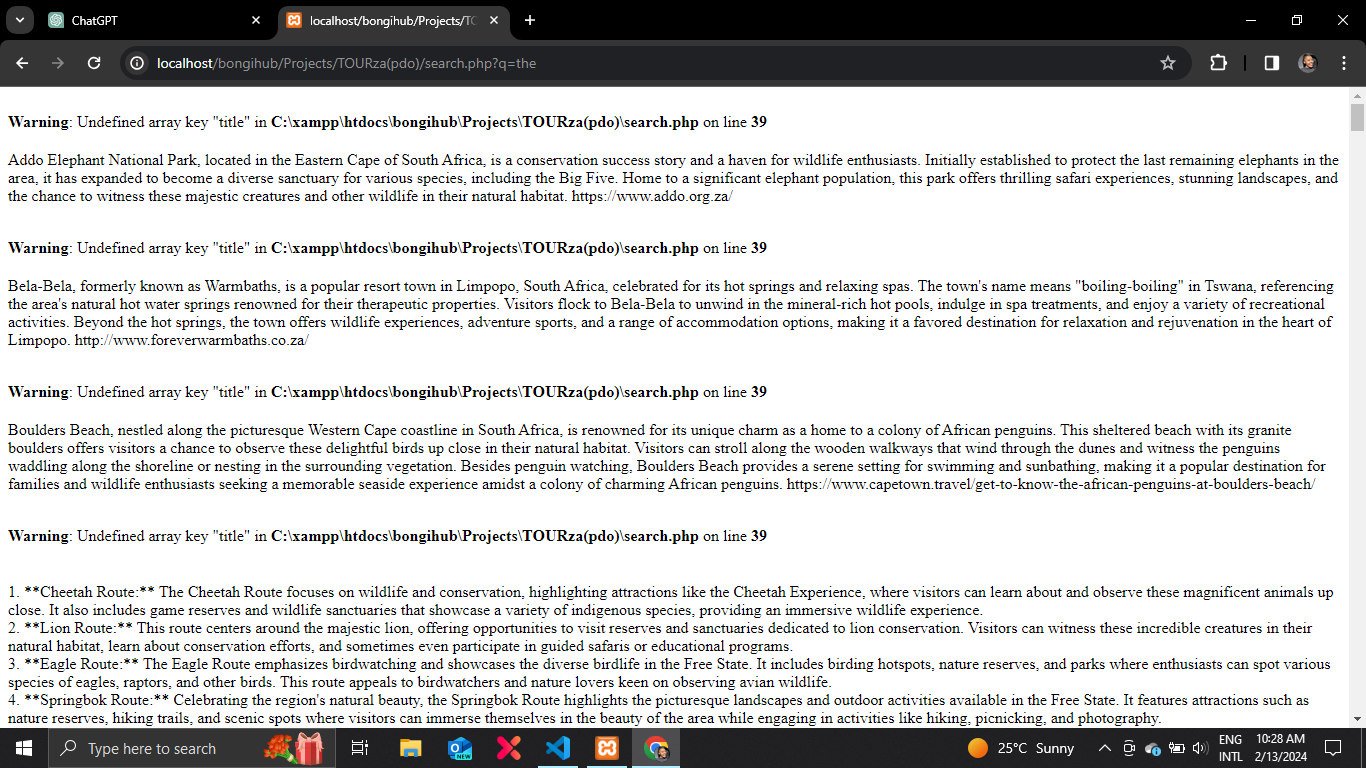 ChatGPT
localhost/bongihub/Projects/TO
localhost/bongihub/Projects/TOURza(pdo)/search.php?q=the
Warning: Undefined array key "title" in C:\xampp\htdocs\bongihub\Projects\TOURza(pdo)\search.php on line 39
Addo Elephant National Park, located in the Eastern Cape of South Africa, is a conservation success story and a haven for wildlife enthusiasts. Initially established to protect the last remaining elephants in the
area, it has expanded to become a diverse sanctuary for various species, including the Big Five. Home to a significant elephant population, this park offers thrilling safari experiences, stunning landscapes, and
the chance to witness these majestic creatures and other wildlife in their natural habitat. https://www.addo.org.za/
Warning: Undefined array key "title" in C:\xampp\htdocs\bongihub\Projects\TOURza(pdo)\search.php on line 39
Bela-Bela, formerly known as Warmbaths, is a popular resort town in Limpopo, South Africa, celebrated for its hot springs and relaxing spas. The town's name means "boiling-boiling" in Tswana, referencing
the area's natural hot water springs renowned for their therapeutic properties. Visitors flock to Bela-Bela to unwind in the mineral-rich hot pools, indulge in spa treatments, and enjoy a variety of recreational
activities. Beyond the hot springs, the town offers wildlife experiences, adventure sports, and a range of accommodation options, making it a favored destination for relaxation and rejuvenation in the heart of
Limpopo. http://www.foreverwarmbaths.co.za/
Warning: Undefined array key "title" in C:\xampp\htdocs\bongihub\Projects\TOURza(pdo)\search.php on line 39
Boulders Beach, nestled along the picturesque Western Cape coastline in South Africa, is renowned for its unique charm as a home to a colony of African penguins. This sheltered beach with its granite
boulders offers visitors a chance to observe these delightful birds up close in their natural habitat. Visitors can stroll along the wooden walkways that wind through the dunes and witness the penguins
waddling along the shoreline or nesting in the surrounding vegetation. Besides penguin watching, Boulders Beach provides a serene setting for swimming and sunbathing, making it a popular destination for
families and wildlife enthusiasts seeking a memorable seaside experience amidst a colony of charming African penguins. https://www.capetown.travel/get-to-know-the-african-penguins-at-boulders-beach/
Warning: Undefined array key "title" in C:\xampp\htdocs\bongihub\Projects\TOURza(pdo)\search.php on line 39
1. **Cheetah Route:** The Cheetah Route focuses on wildlife and conservation, highlighting attractions like the Cheetah Experience, where visitors can learn about and observe these magnificent animals up
close. It also includes game reserves and wildlife sanctuaries that showcase a variety of indigenous species, providing an immersive wildlife experience.
2. **Lion Route:** This route centers around the majestic lion, offering opportunities to visit reserves and sanctuaries dedicated to lion conservation. Visitors can witness these incredible creatures in their
natural habitat, learn about conservation efforts, and sometimes even participate in guided safaris or educational programs.
3. **Eagle Route:** The Eagle Route emphasizes birdwatching and showcases the diverse birdlife in the Free State. It includes birding hotspots, nature reserves, and parks where enthusiasts can spot various
species of eagles, raptors, and other birds. This route appeals to birdwatchers and nature lovers keen on observing avian wildlife.
4. **Springbok Route:** Celebrating the region's natural beauty, the Springbok Route highlights the picturesque landscapes and outdoor activities available in the Free State. It features attractions such as
nature reserves, hiking trails, and scenic spots where visitors can immerse themselves in the beauty of the area while engaging in activities like hiking, picnicking, and photography.
Type here to search
NEW
25°C Sunny
ENG
INTL
10:28 AM
2/13/2024